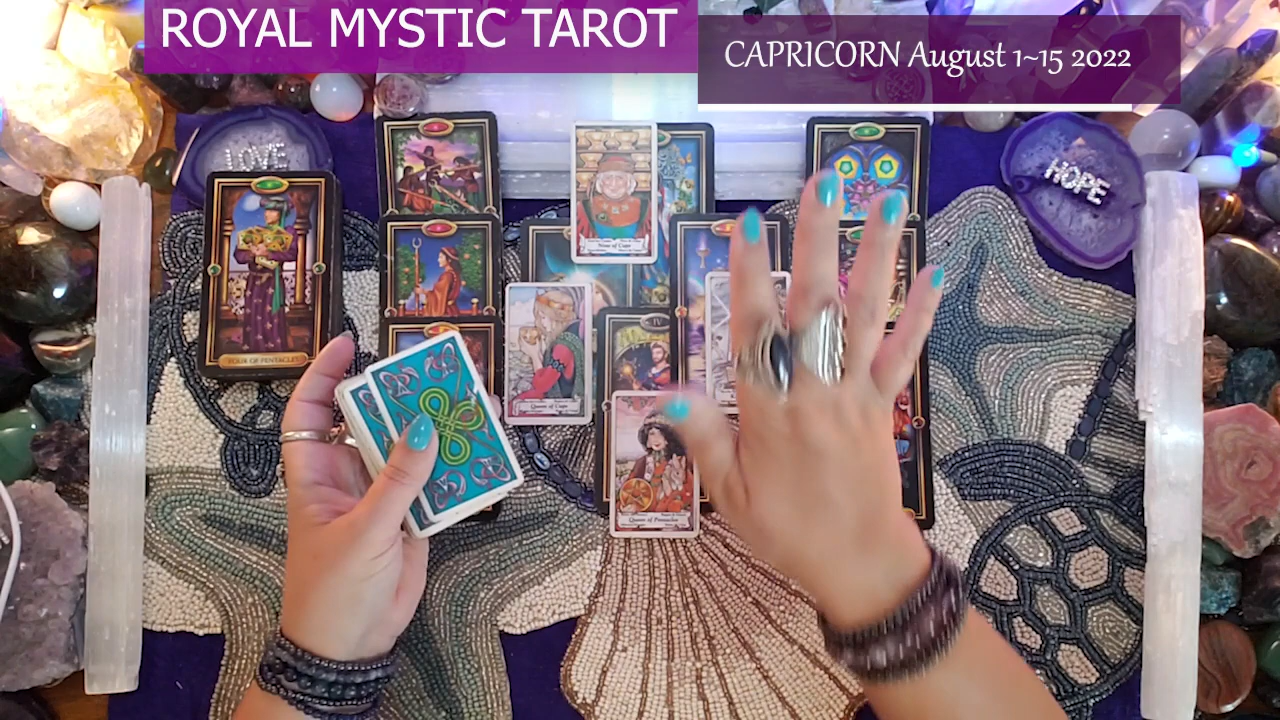 ROYAL MYSTIC TAROT
CAPRICORN August 1~15 2022
LOVE
HOPE
Nine of Cups
IV
Queen of Cups
FOUR OF PENTACLES
Queen of Pentacles